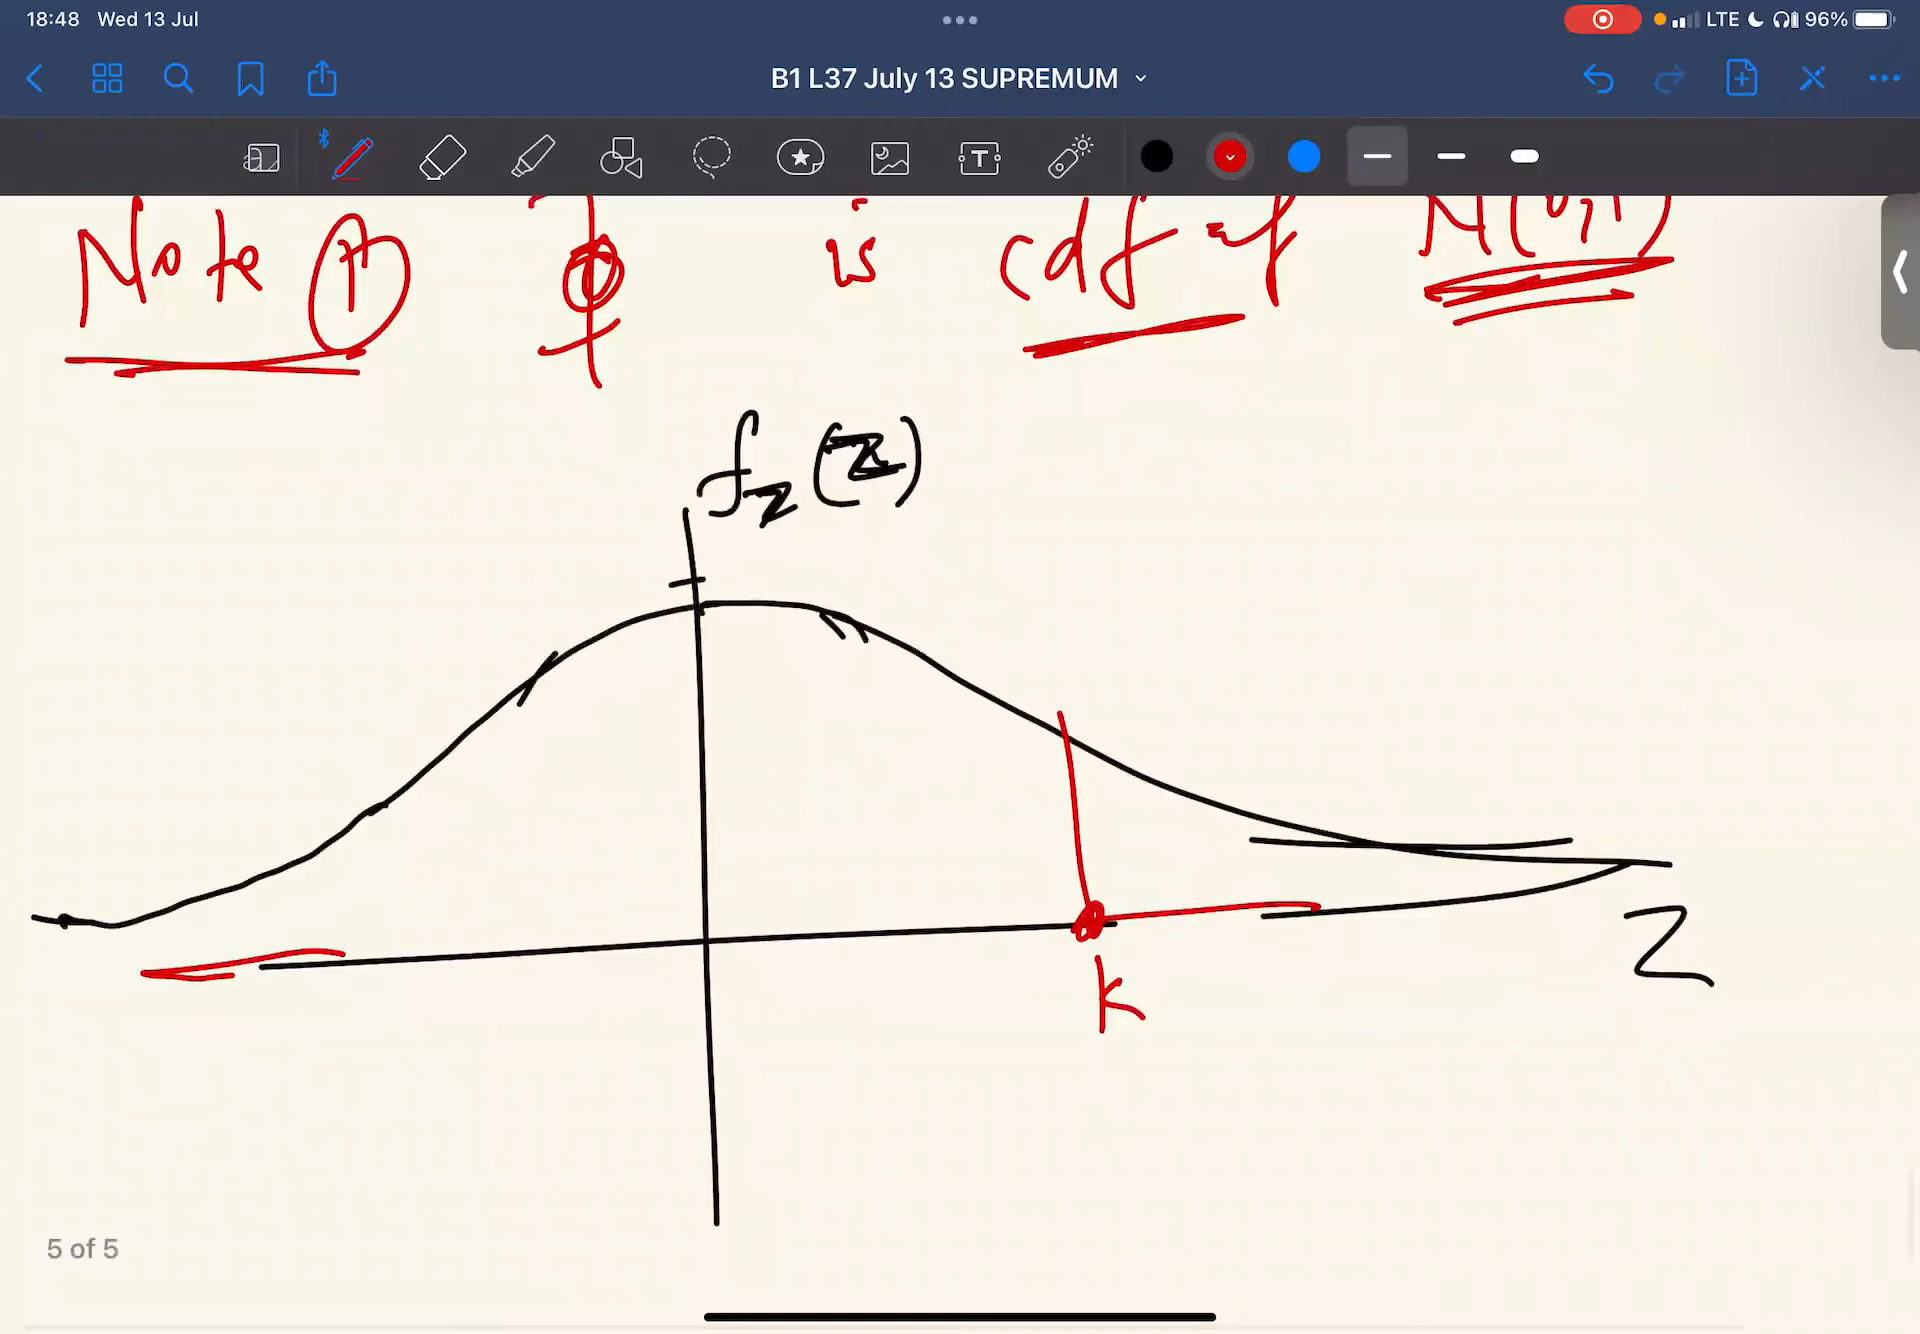 18:48 Wed 13 Jul
LTE 96%
B1 L37 July 13 SUPREMUM
T
Note Φ is cdf of N(0,1)
f_Z(z)
k
Z
5 of 5